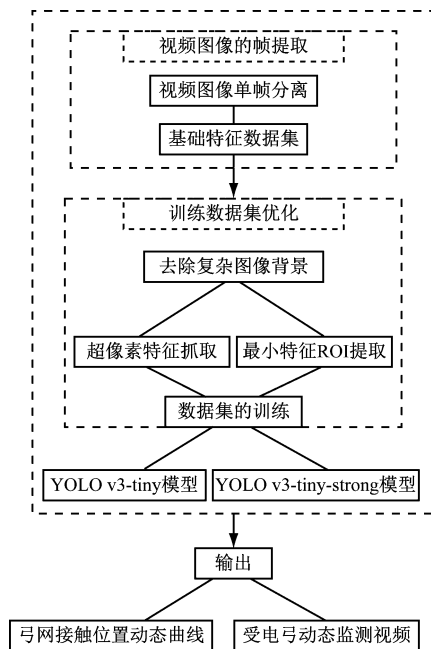 视频图像的帧提取
视频图像单帧分离
基础特征数据集
训练数据集优化
去除复杂图像背景
超像素特征抓取
最小特征ROI提取
数据集的训练
YOLO v3-tiny模型
YOLO v3-tiny-strong模型
输出
弓网接触位置动态曲线
受电弓动态监测视频